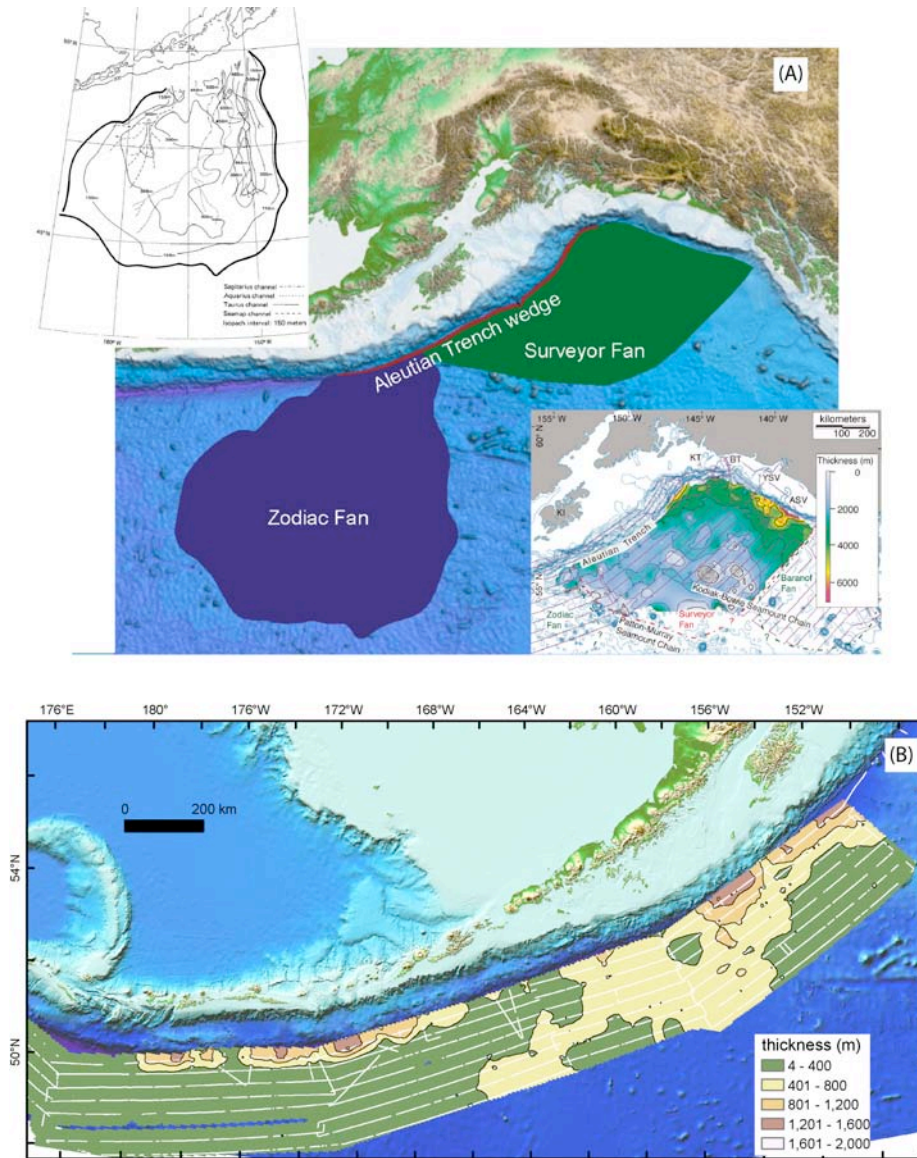 (A)
Sagitarius channel
Aquarius channel
Taurus channel
Seamap channel
Isopach interval: 150 meters
180°W
Aleutian Trench wedge
Surveyor Fan
Zodiac Fan
155° W
150° W
145° W
140° W
kilometers
100 200
60° N
55° N
KT
BT
YSV
ASV
KI
Thickness (m)
0
2000
4000
6000
Aleutian Trench
Baranof
Fan
Kodiak-Bowie Seamount Chain
Zodiac
Fan
Surveyor
Fan
Patton-Murray
Seamount Chain
?
?
?
?
176°E
180°
176°W
172°W
168°W
164°W
160°W
156°W
152°W
(B)
0
200 km
54°N
50°N
thickness (m)
4 - 400
401 - 800
801 - 1,200
1,201 - 1,600
1,601 - 2,000